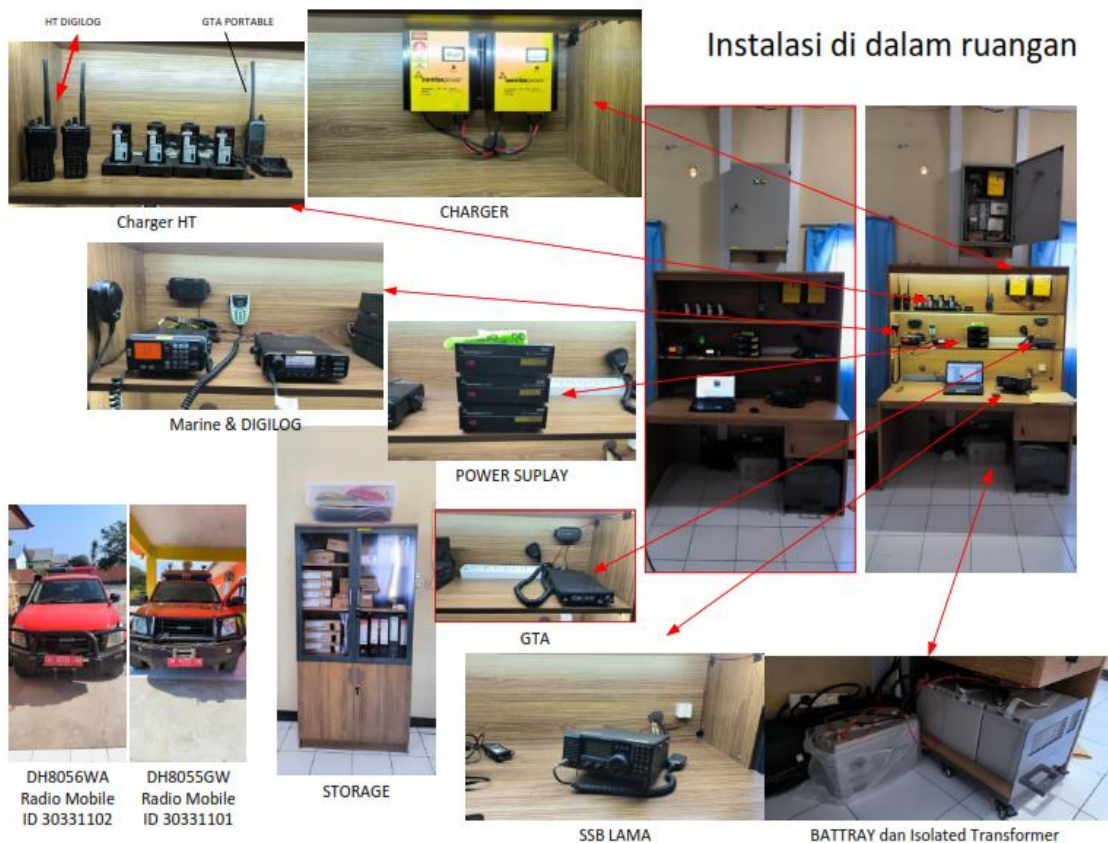 HT DIGILOG
GTA PORTABLE
Instalasi di dalam ruangan
Charger HT
CHARGER
Marine & DIGILOG
POWER SUPLAY
GTA
DH8056WA
Radio Mobile
ID 30331102
DH8055GW
Radio Mobile
ID 30331101
STORAGE
SSB LAMA
BATTRAY dan Isolated Transformer